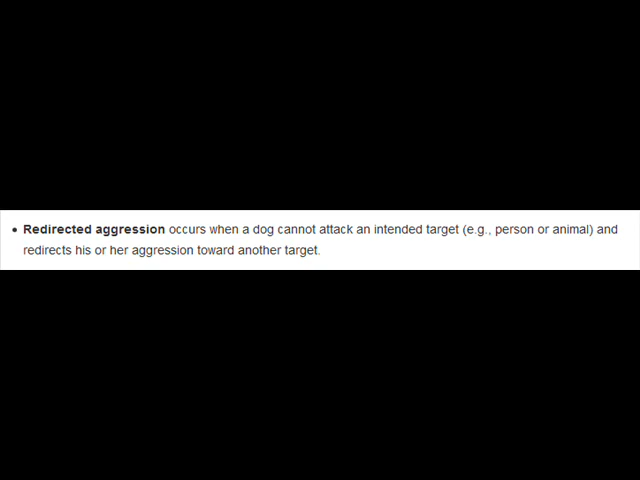 • Redirected aggression occurs when a dog cannot attack an intended target (e.g., person or animal) and
redirects his or her aggression toward another target.